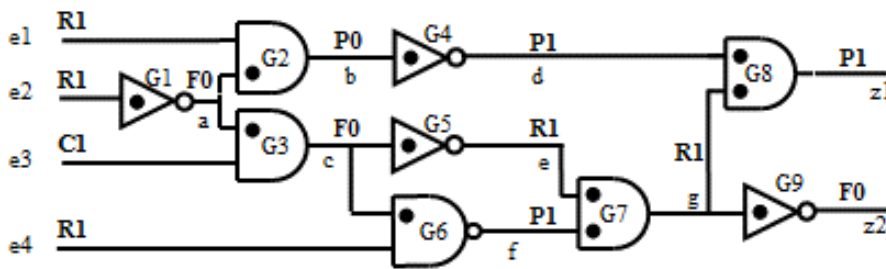 R1 P0 G4 P1 P1
e1 G2 b d G8 z1
R1 G1 F0
e2 a
C1 G3 F0 G5 R1 R1 G9 F0
e3 c e g z2
R1 G6 P1 G7
e4 f